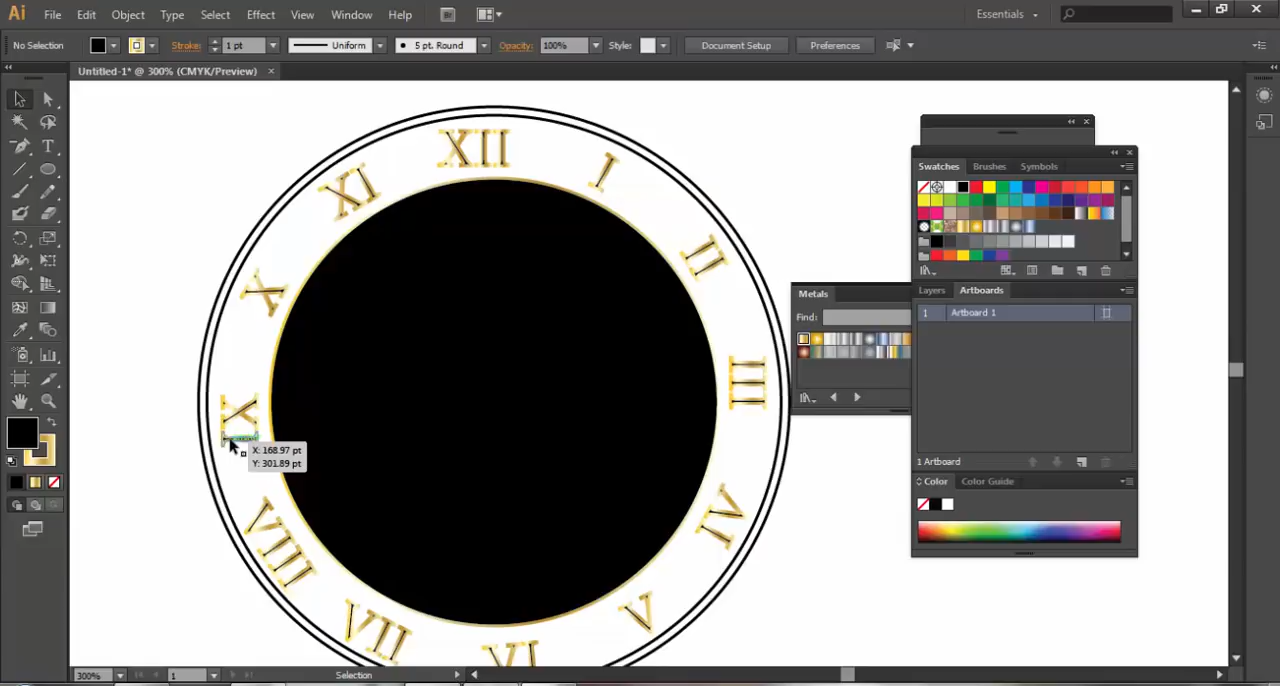 Ai File Edit Object Type Select Effect View Window Help Br Essentials
No Selection Stroke: 1 pt Uniform 5 pt. Round Opacity: 100% Style: Document Setup Preferences
Untitled-1* @ 300% (CMYK/Preview)
XII
I
II
III
IV
V
VI
VII
VIII
IX
X
XI
X: 168.97 pt
Y: 301.89 pt
Swatches Brushes Symbols
Metals
Find:
Layers Artboards
1 Artboard 1
1 Artboard
Color Color Guide
300% 1 Selection